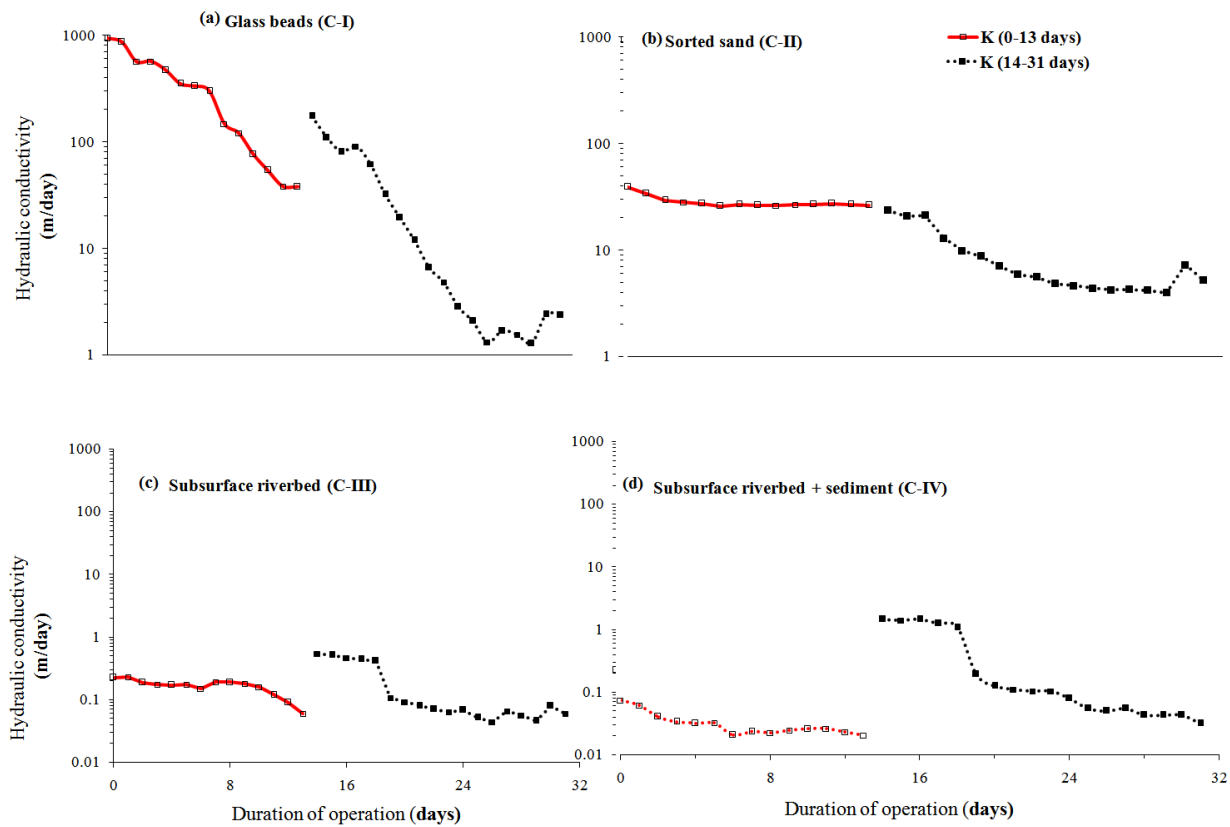 (a) Glass beads (C-I)
1000
100
10
1
Hydraulic conductivity
(m/day)
(b) Sorted sand (C-II)
K (0-13 days)
K (14-31 days)
1000
100
10
1
(c) Subsurface riverbed (C-III)
1000
100
10
1
0.1
0.01
Hydraulic conductivity
(m/day)
0 8 16 24 32
Duration of operation (days)
(d) Subsurface riverbed + sediment (C-IV)
1000
100
10
1
0.1
0.01
0 8 16 24 32
Duration of operation (days)